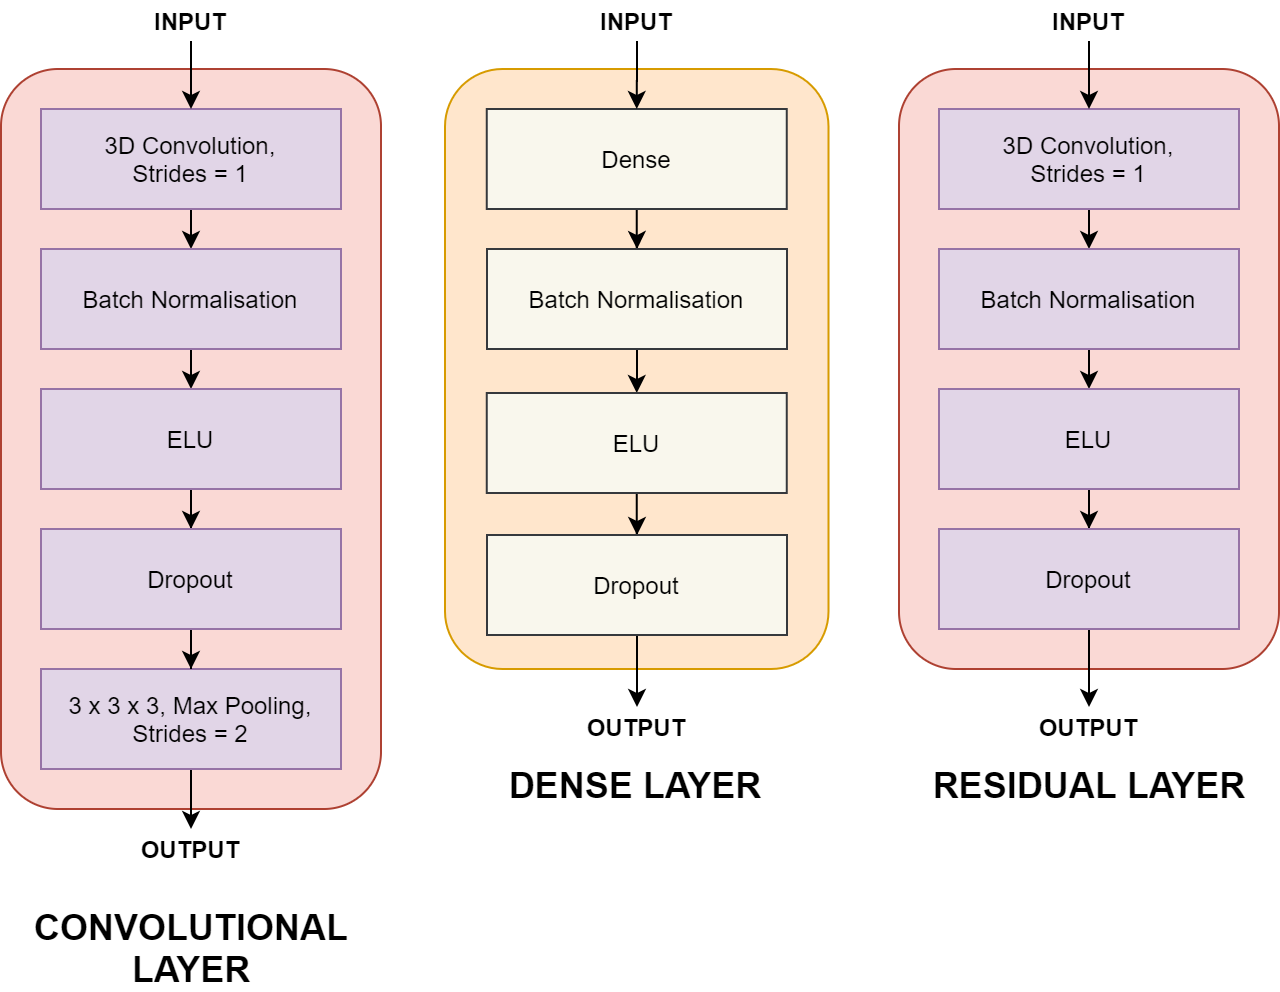 INPUT
3D Convolution,
Strides = 1
Batch Normalisation
ELU
Dropout
3 x 3 x 3, Max Pooling,
Strides = 2
OUTPUT
CONVOLUTIONAL
LAYER
INPUT
Dense
Batch Normalisation
ELU
Dropout
OUTPUT
DENSE LAYER
INPUT
3D Convolution,
Strides = 1
Batch Normalisation
ELU
Dropout
OUTPUT
RESIDUAL LAYER